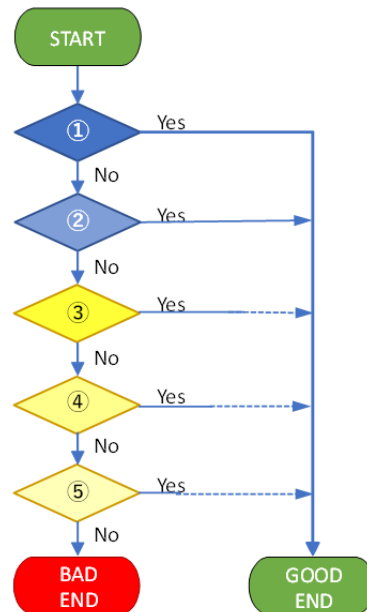 START
①
Yes
No
②
Yes
No
③
Yes
No
④
Yes
No
⑤
Yes
No
BAD
END
GOOD
END